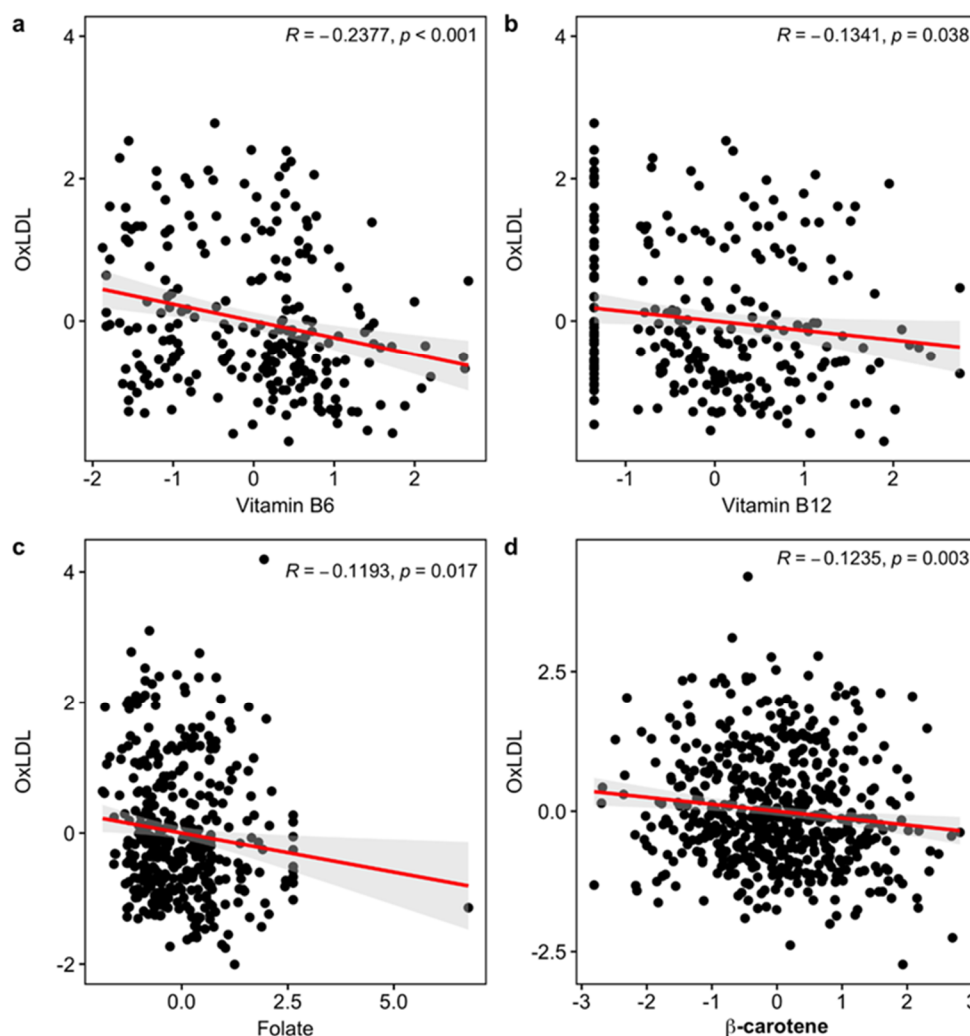 a
R = −0.2377, p < 0.001
4
2
0
OxLDL
-2
-1
0
1
2
Vitamin B6
b
R = −0.1341, p = 0.038
4
2
0
OxLDL
-1
0
1
2
Vitamin B12
c
R = −0.1193, p = 0.017
4
2
0
-2
OxLDL
0.0
2.5
5.0
Folate
d
R = −0.1235, p = 0.003
2.5
0.0
-2.5
OxLDL
-3
-2
-1
0
1
2
3
β-carotene